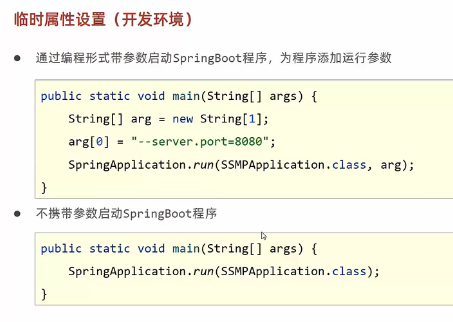 临时属性设置（开发环境）
● 通过编程形式带参数启动SpringBoot程序，为程序添加运行参数
public static void main(String[] args) {
    String[] arg = new String[1];
    arg[0] = "--server.port=8080";
    SpringApplication.run(SSMPApplication.class, arg);
}
● 不携带参数启动SpringBoot程序
public static void main(String[] args) {
    SpringApplication.run(SSMPApplication.class);
}